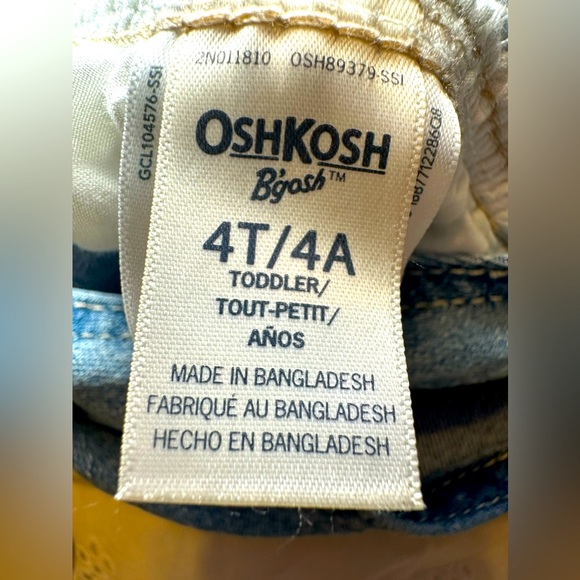 2N011810 OSH89379-SSI
OSHKOSH
B'gosh™
4T/4A
TODDLER/
TOUT-PETIT/
AÑOS
MADE IN BANGLADESH
FABRIQUÉ AU BANGLADESH
HECHO EN BANGLADESH
GCL104576-SSI